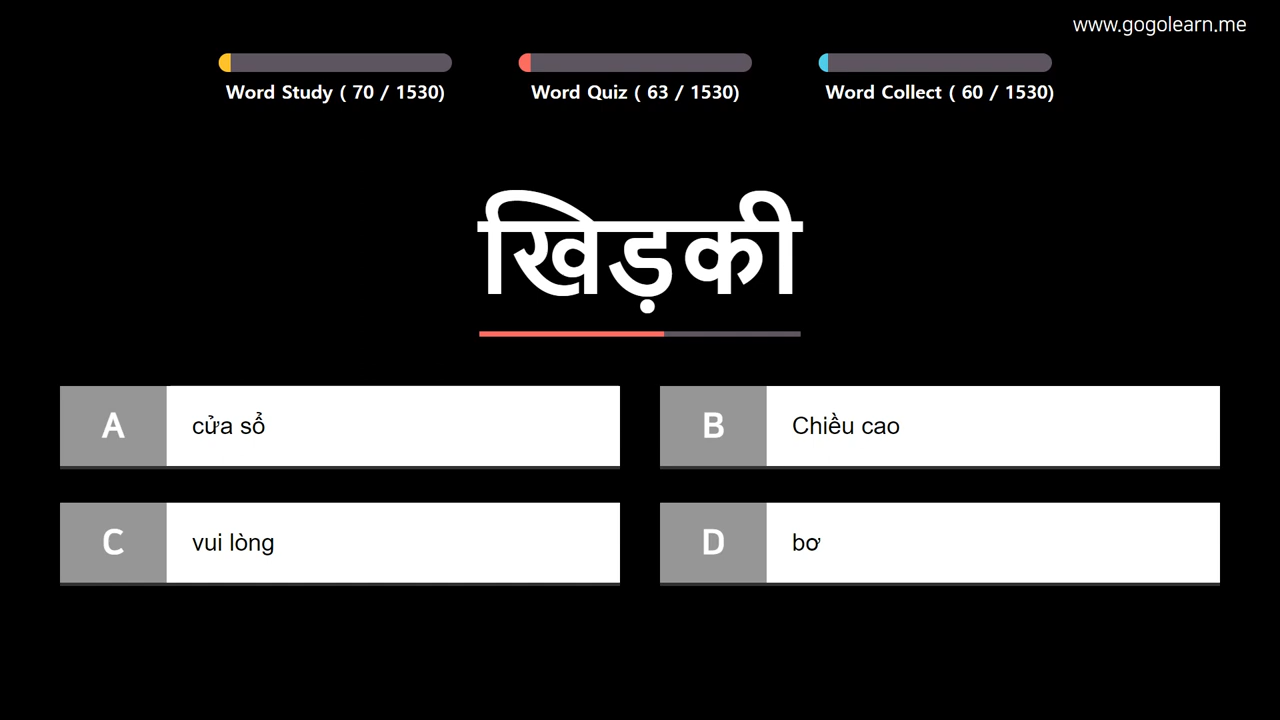 www.gogolearn.me
Word Study ( 70 / 1530)
Word Quiz ( 63 / 1530)
Word Collect ( 60 / 1530)
खिड़की
A cửa sổ
B Chiều cao
C vui lòng
D bơ